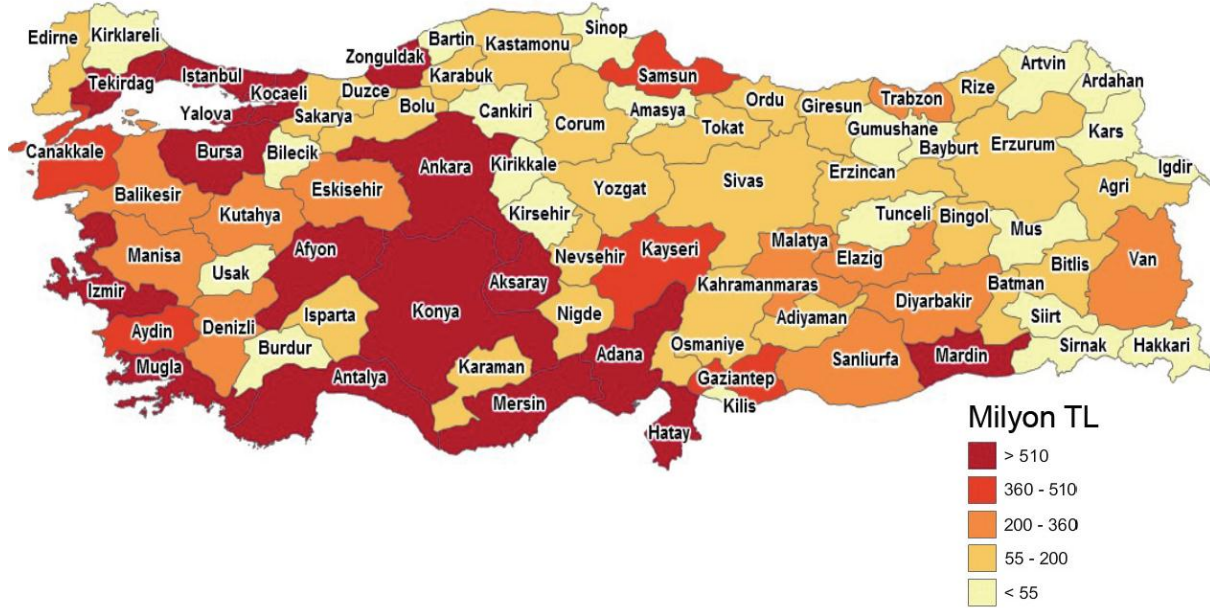 Edirne
Kirklareli
Tekirdag
Istanbul
Kocaeli
Yalova
Zonguldak
Bartin
Kastamonu
Sinop
Karabuk
Duzce
Bolu
Sakarya
Cankiri
Samsun
Amasya
Corum
Ordu
Tokat
Giresun
Trabzon
Rize
Artvin
Ardahan
Gumushane
Bayburt
Kars
Erzurum
Igdir
Canakkale
Bursa
Bilecik
Ankara
Kirikkale
Balikesir
Eskisehir
Kutahya
Yozgat
Sivas
Erzincan
Agri
Kirsehir
Tunceli
Bingol
Mus
Manisa
Usak
Afyon
Nevsehir
Kayseri
Malatya
Elazig
Bitlis
Van
Izmir
Aksaray
Kahramanmaras
Diyarbakir
Batman
Konya
Isparta
Nigde
Adiyaman
Siirt
Aydin
Denizli
Burdur
Osmaniye
Sirnak
Hakkari
Mugla
Antalya
Karaman
Adana
Sanliurfa
Mardin
Gaziantep
Mersin
Kilis
Hatay
Milyon TL
> 510
360 - 510
200 - 360
55 - 200
< 55